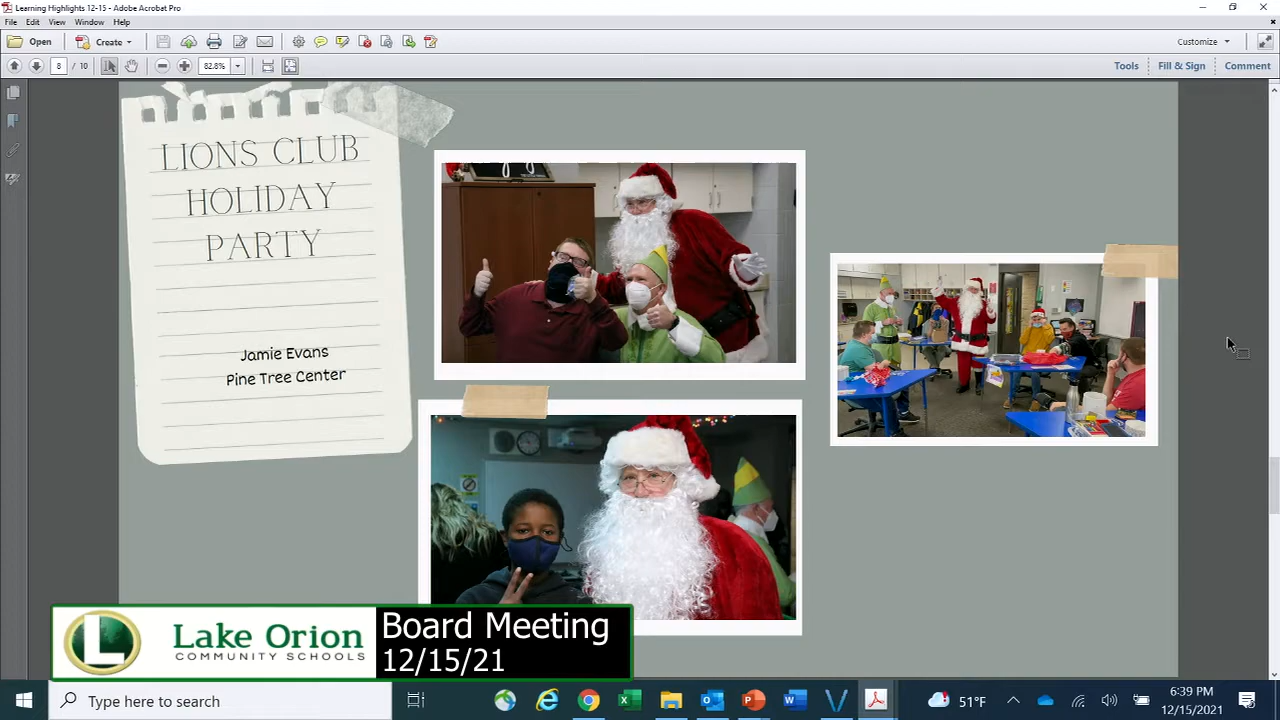 Learning Highlights 12-15 - Adobe Acrobat Pro
File Edit View Window Help
Open Create Customize
8 / 10 82.8% Tools Fill & Sign Comment
LIONS CLUB
HOLIDAY
PARTY
Jamie Evans
Pine Tree Center
L Lake Orion
COMMUNITY SCHOOLS
Board Meeting
12/15/21
Type here to search
51°F
6:39 PM
12/15/2021